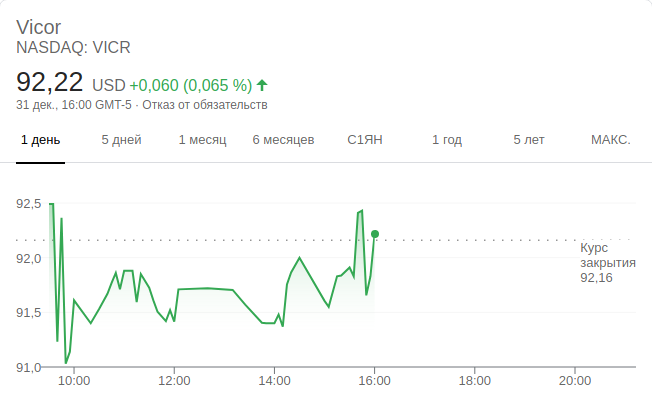 Vicor
NASDAQ: VICR
92,22 USD +0,060 (0,065 %)
31 дек., 16:00 GMT-5 · Отказ от обязательств
1 день 5 дней 1 месяц 6 месяцев С1ЯН 1 год 5 лет МАКС.
92,5
92,0
91,5
91,0
Курс
закрытия
92,16
10:00 12:00 14:00 16:00 18:00 20:00